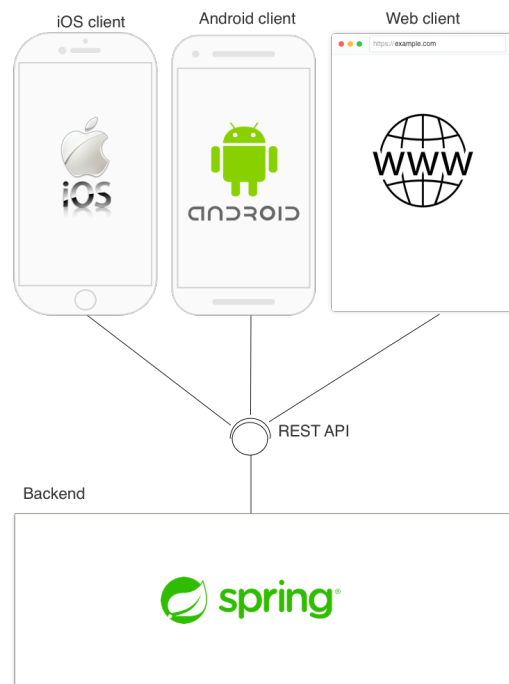 iOS client
Android client
Web client
https://example.com
iOS
ANDROID
WWW
REST API
Backend
spring®